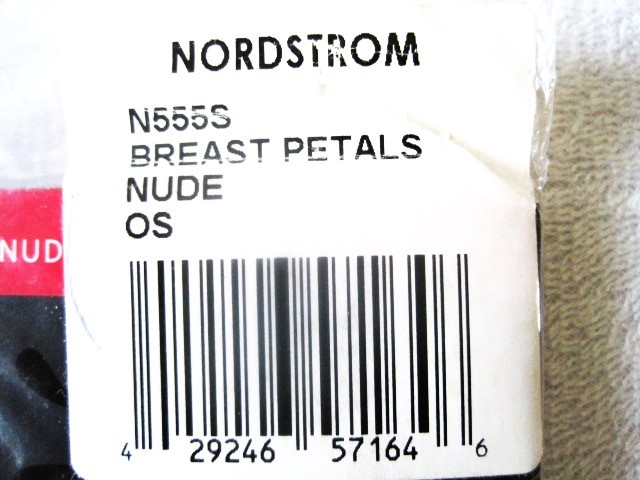 NORDSTROM
N555S
BREAST PETALS
NUDE
OS
NUD
4 29246 57164 6